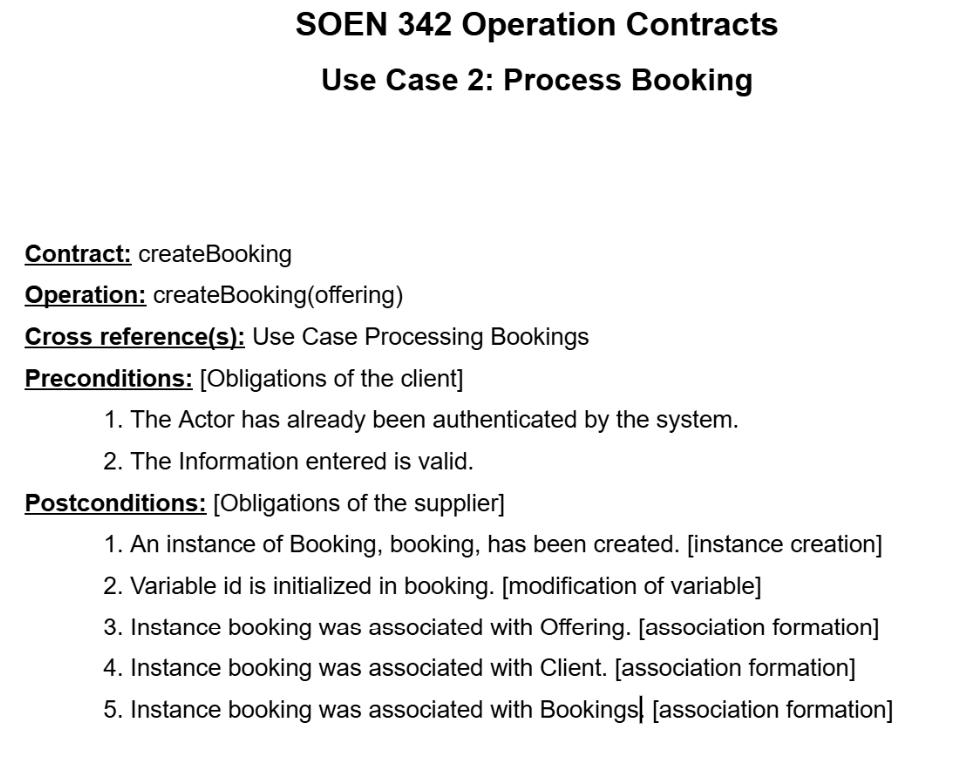 SOEN 342 Operation Contracts
Use Case 2: Process Booking
Contract: createBooking
Operation: createBooking(offering)
Cross reference(s): Use Case Processing Bookings
Preconditions: [Obligations of the client]
1. The Actor has already been authenticated by the system.
2. The Information entered is valid.
Postconditions: [Obligations of the supplier]
1. An instance of Booking, booking, has been created. [instance creation]
2. Variable id is initialized in booking. [modification of variable]
3. Instance booking was associated with Offering. [association formation]
4. Instance booking was associated with Client. [association formation]
5. Instance booking was associated with Bookings. [association formation]